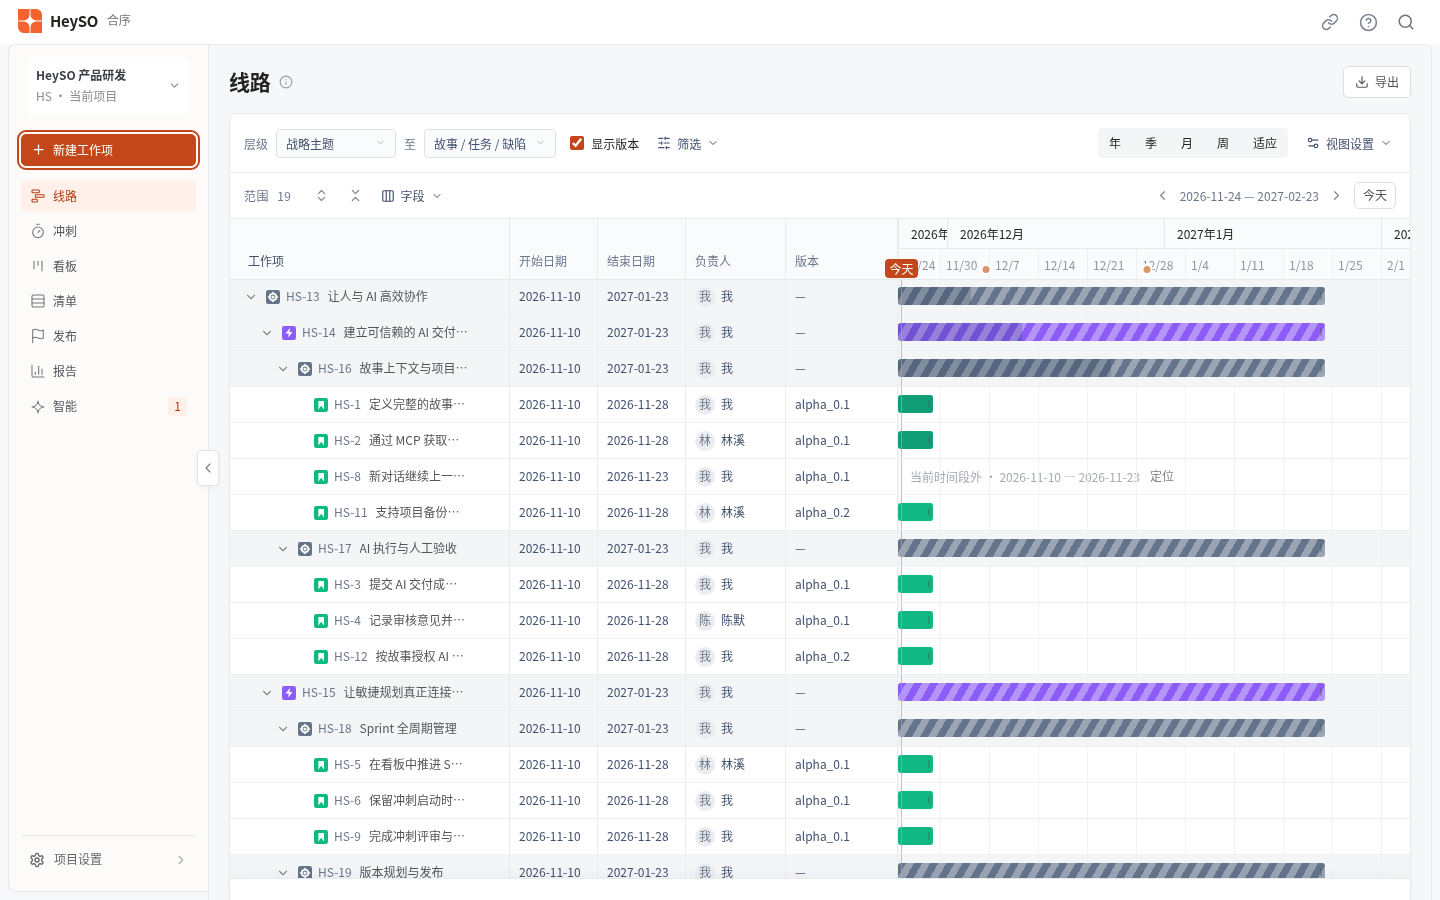 HeySO 合序
HeySO 产品研发
HS · 当前项目
新建工作项
线路
冲刺
看板
清单
发布
报告
智能 1
项目设置
线路
导出
层级 战略主题 至 故事 / 任务 / 缺陷 显示版本 筛选 年 季 月 周 适应 视图设置
范围 19 字段 2026-11-24 — 2027-02-23 今天
2026年 2026年12月 2027年1月 202
工作项 开始日期 结束日期 负责人 版本 今天 /24 11/30 12/7 12/14 12/21 12/28 1/4 1/11 1/18 1/25 2/1
HS-13 让人与 AI 高效协作 2026-11-10 2027-01-23 我 我 —
HS-14 建立可信赖的 AI 交付… 2026-11-10 2027-01-23 我 我 —
HS-16 故事上下文与项目… 2026-11-10 2027-01-23 我 我 —
HS-1 定义完整的故事… 2026-11-10 2026-11-28 我 我 alpha_0.1
HS-2 通过 MCP 获取… 2026-11-10 2026-11-28 林 林溪 alpha_0.1
HS-8 新对话继续上一… 2026-11-10 2026-11-23 我 我 alpha_0.1 当前时间段外 · 2026-11-10 — 2026-11-23 定位
HS-11 支持项目备份… 2026-11-10 2026-11-28 林 林溪 alpha_0.2
HS-17 AI 执行与人工验收 2026-11-10 2027-01-23 我 我 —
HS-3 提交 AI 交付成… 2026-11-10 2026-11-28 我 我 alpha_0.1
HS-4 记录审核意见并… 2026-11-10 2026-11-28 陈 陈默 alpha_0.1
HS-12 按故事授权 AI … 2026-11-10 2026-11-28 我 我 alpha_0.2
HS-15 让敏捷规划真正连接… 2026-11-10 2027-01-23 我 我 —
HS-18 Sprint 全周期管理 2026-11-10 2027-01-23 我 我 —
HS-5 在看板中推进 S… 2026-11-10 2026-11-28 林 林溪 alpha_0.1
HS-6 保留冲刺启动时… 2026-11-10 2026-11-28 我 我 alpha_0.1
HS-9 完成冲刺评审与… 2026-11-10 2026-11-28 我 我 alpha_0.1
HS-19 版本规划与发布 2026-11-10 2027-01-23 我 我 —